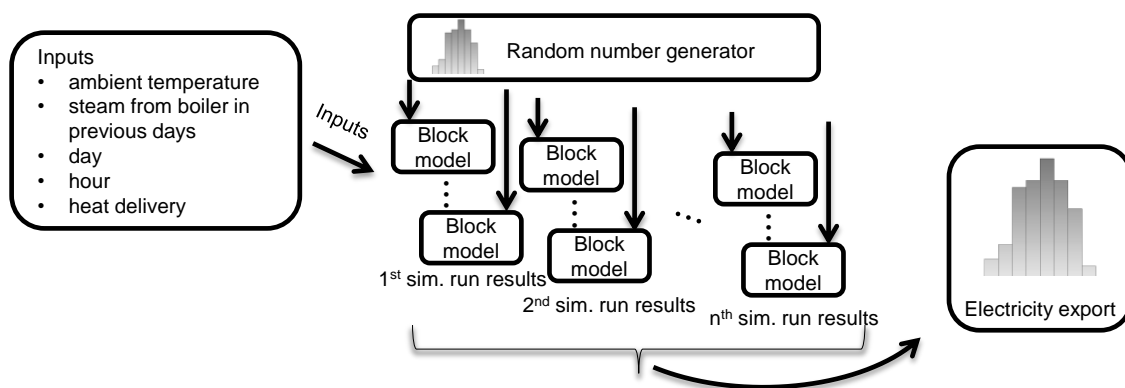 Inputs
• ambient temperature
• steam from boiler in
previous days
• day
• hour
• heat delivery
Inputs
Random number generator
Block
model
Block
model
1st sim. run results
Block
model
Block
model
2nd sim. run results
Block
model
Block
model
nth sim. run results
Electricity export